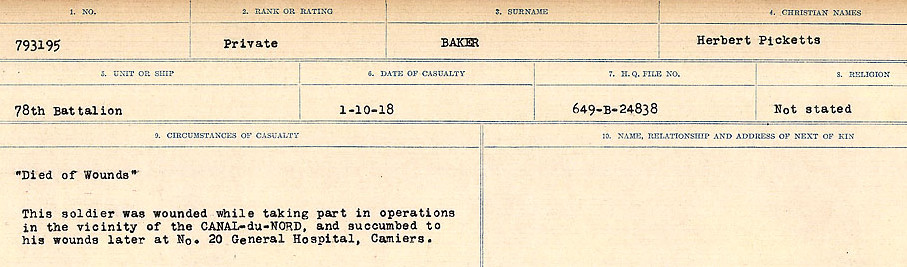 1. NO. 2. RANK OR RATING 3. SURNAME 4. CHRISTIAN NAMES
793195 Private BAKER Herbert Picketts
5. UNIT OR SHIP 6. DATE OF CASUALTY 7. H. Q. FILE NO. 8. RELIGION
78th Battalion 1-10-18 649-B-24838 Not stated
9. CIRCUMSTANCES OF CASUALTY 10. NAME, RELATIONSHIP AND ADDRESS OF NEXT OF KIN
"Died of Wounds"
This soldier was wounded while taking part in operations
in the vicinity of the CANAL-du-NORD, and succumbed to
his wounds later at No. 20 General Hospital, Camiers.